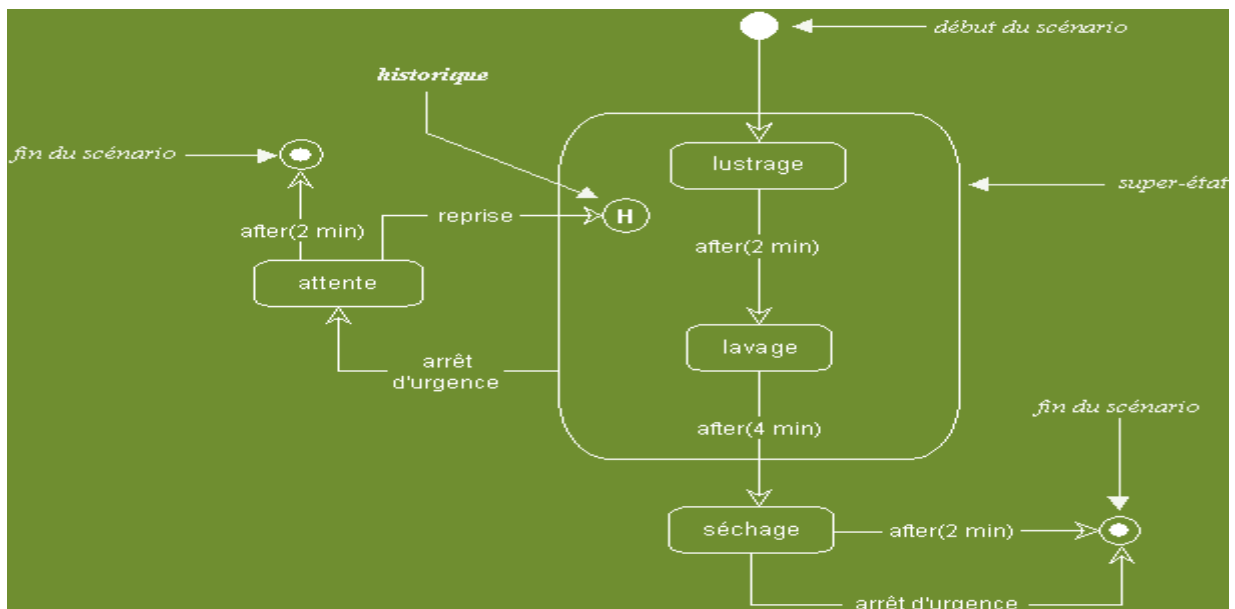 début du scénario
historique
fin du scénario
lustrage
super-état
reprise
H
after(2 min)
after(2 min)
attente
lavage
arrêt
d'urgence
fin du scénario
after(4 min)
séchage
after(2 min)
arrêt d'urgence